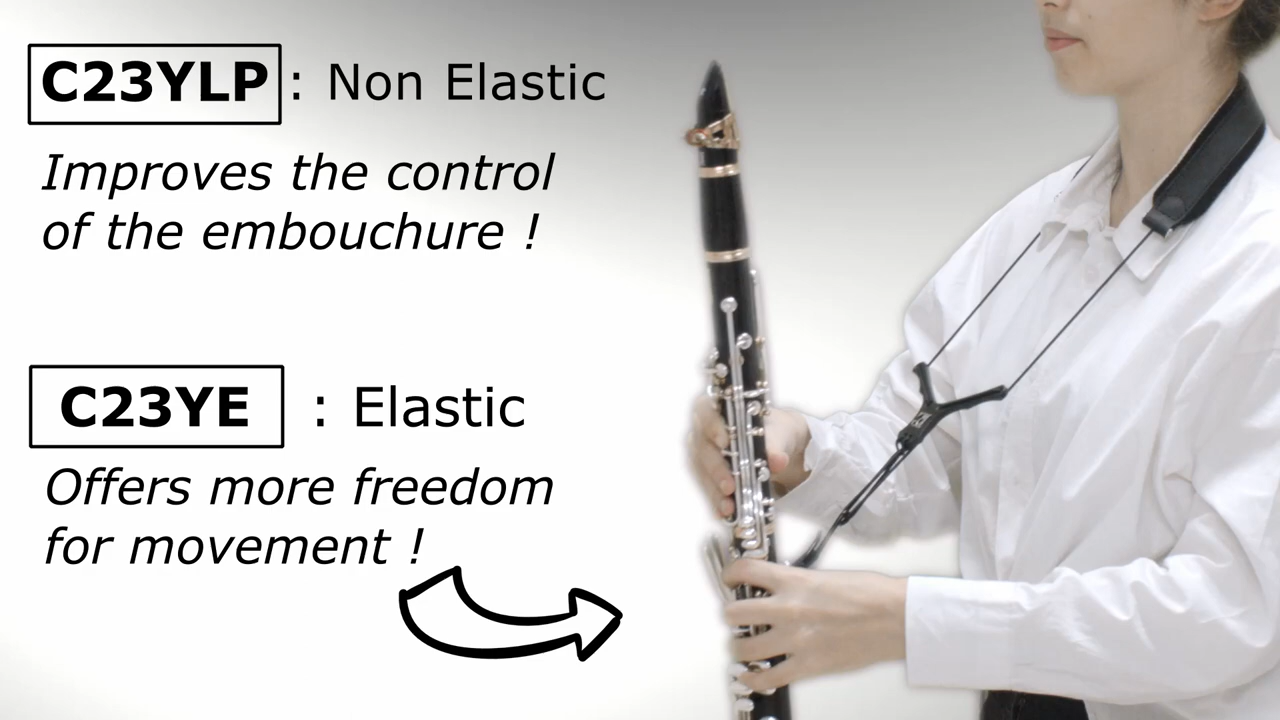 C23YLP : Non Elastic
Improves the control
of the embouchure !
C23YE : Elastic
Offers more freedom
for movement !